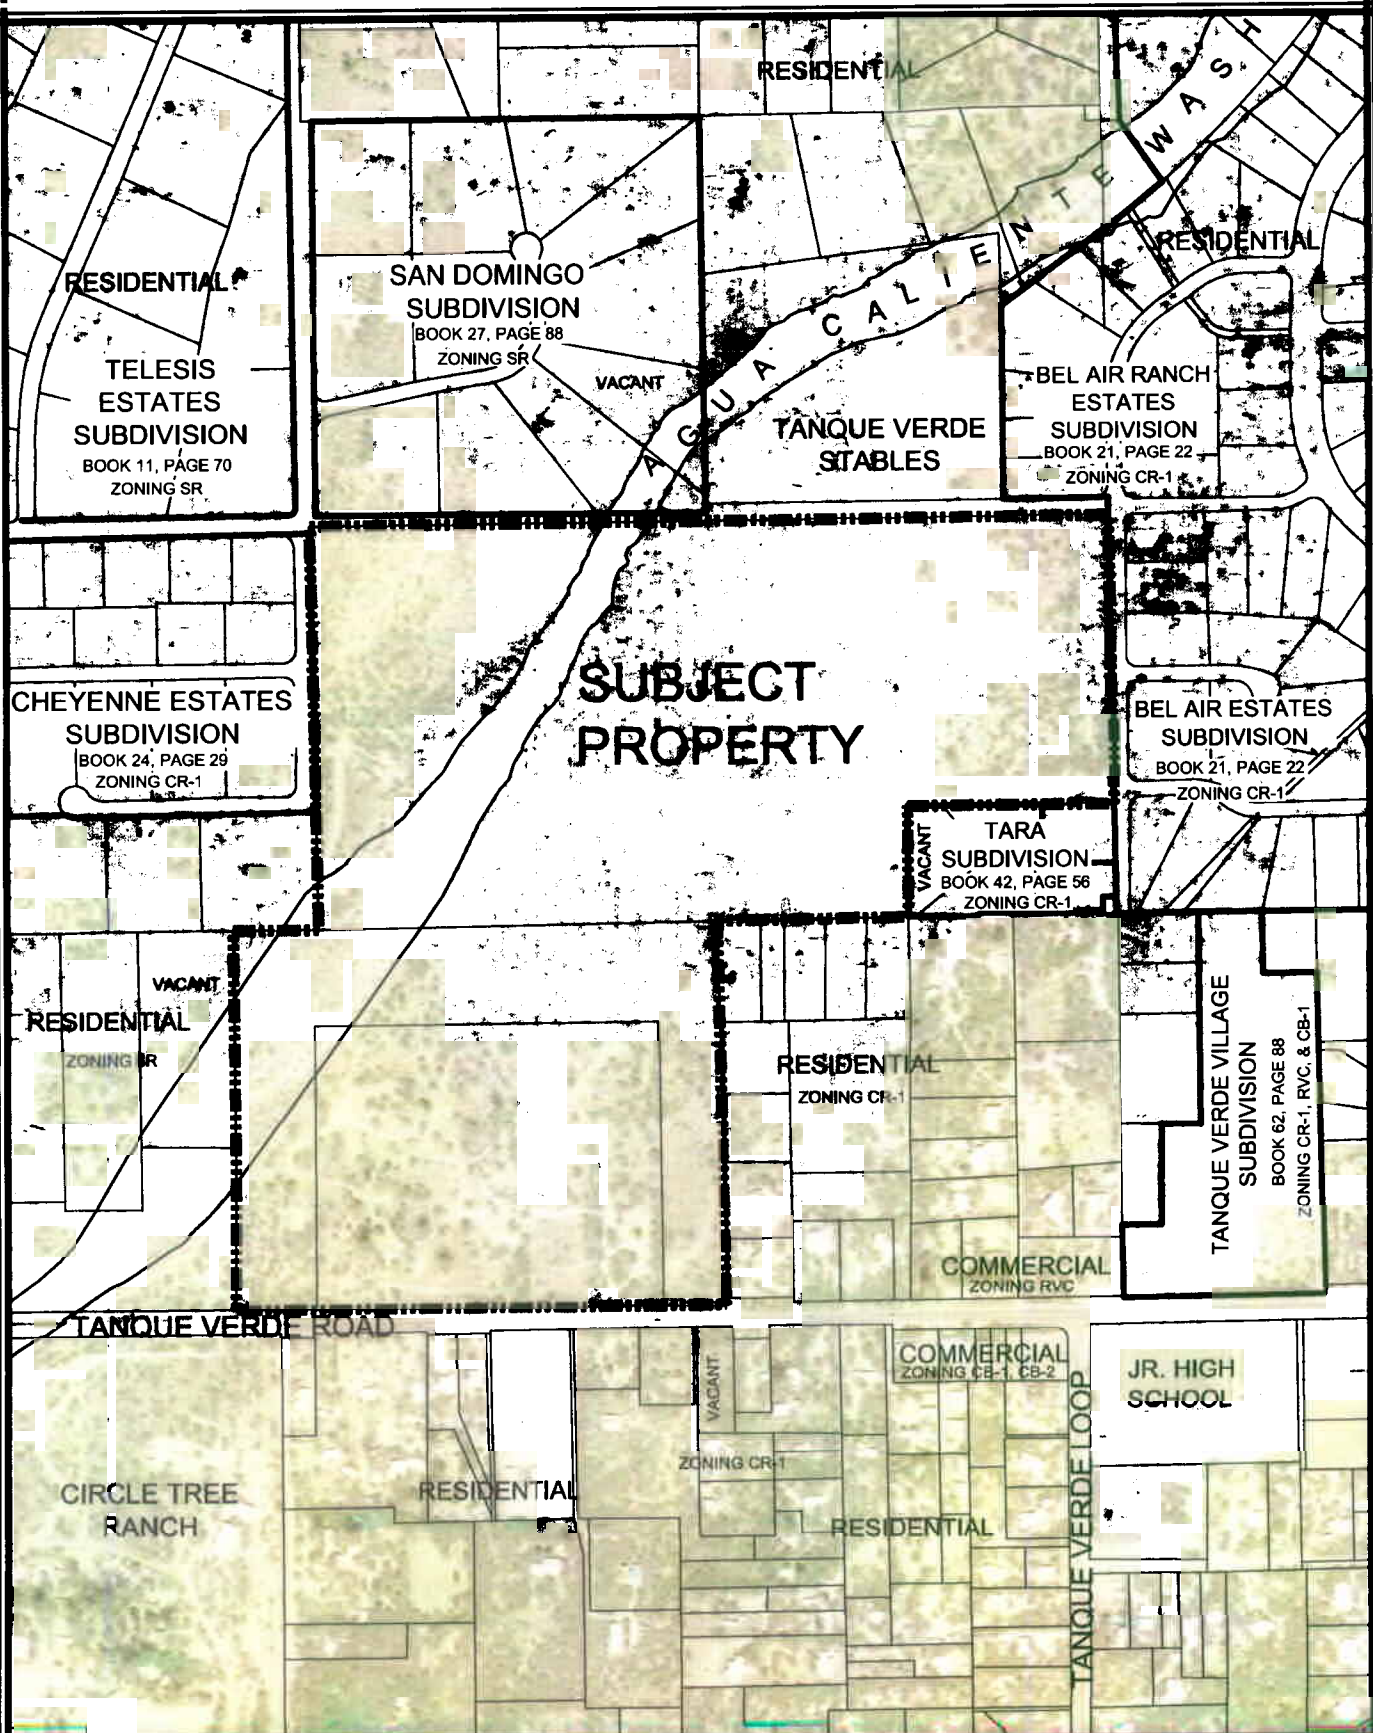 RESIDENTIAL
AGUA CALIENTE WASH
RESIDENTIAL
RESIDENTIAL
SAN DOMINGO
SUBDIVISION
BOOK 27, PAGE 88
ZONING SR
VACANT
TELESIS
ESTATES
SUBDIVISION
BOOK 11, PAGE 70
ZONING SR
TANQUE VERDE
STABLES
BEL AIR RANCH
ESTATES
SUBDIVISION
BOOK 21, PAGE 22
ZONING CR-1
SUBJECT
PROPERTY
CHEYENNE ESTATES
SUBDIVISION
BOOK 24, PAGE 29
ZONING CR-1
BEL AIR ESTATES
SUBDIVISION
BOOK 21, PAGE 22
ZONING CR-1
VACANT
TARA
SUBDIVISION
BOOK 42, PAGE 56
ZONING CR-1
VACANT
RESIDENTIAL
ZONING SR
RESIDENTIAL
ZONING CR-1
TANQUE VERDE VILLAGE
SUBDIVISION
BOOK 62, PAGE 88
ZONING CR-1, RVC, & CB-1
COMMERCIAL
ZONING RVC
TANQUE VERDE ROAD
COMMERCIAL
ZONING CB-1, CB-2
JR. HIGH
SCHOOL
VACANT
ZONING CR-1
TANQUE VERDE LOOP
CIRCLE TREE
RANCH
RESIDENTIAL
RESIDENTIAL